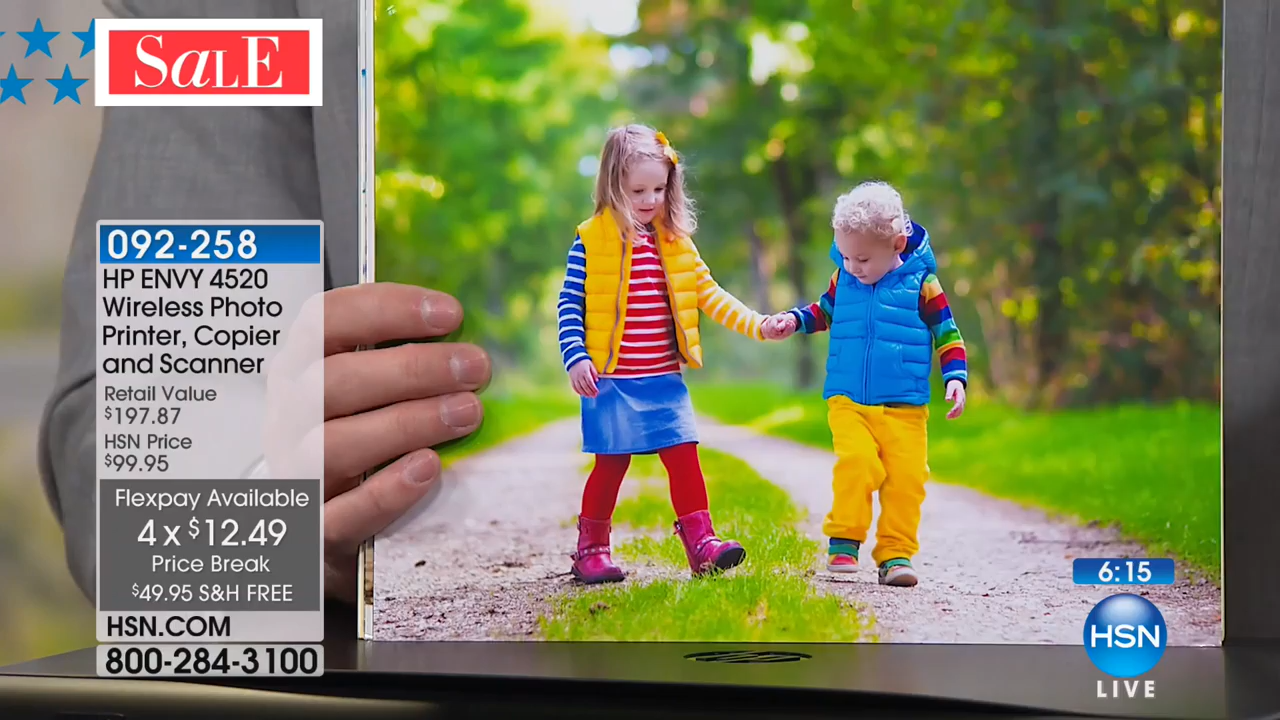 SaLE
092-258
HP ENVY 4520
Wireless Photo
Printer, Copier
and Scanner
Retail Value
$197.87
HSN Price
$99.95
Flexpay Available
4 x $12.49
Price Break
$49.95 S&H FREE
HSN.COM
800-284-3100
6:15
HSN
LIVE